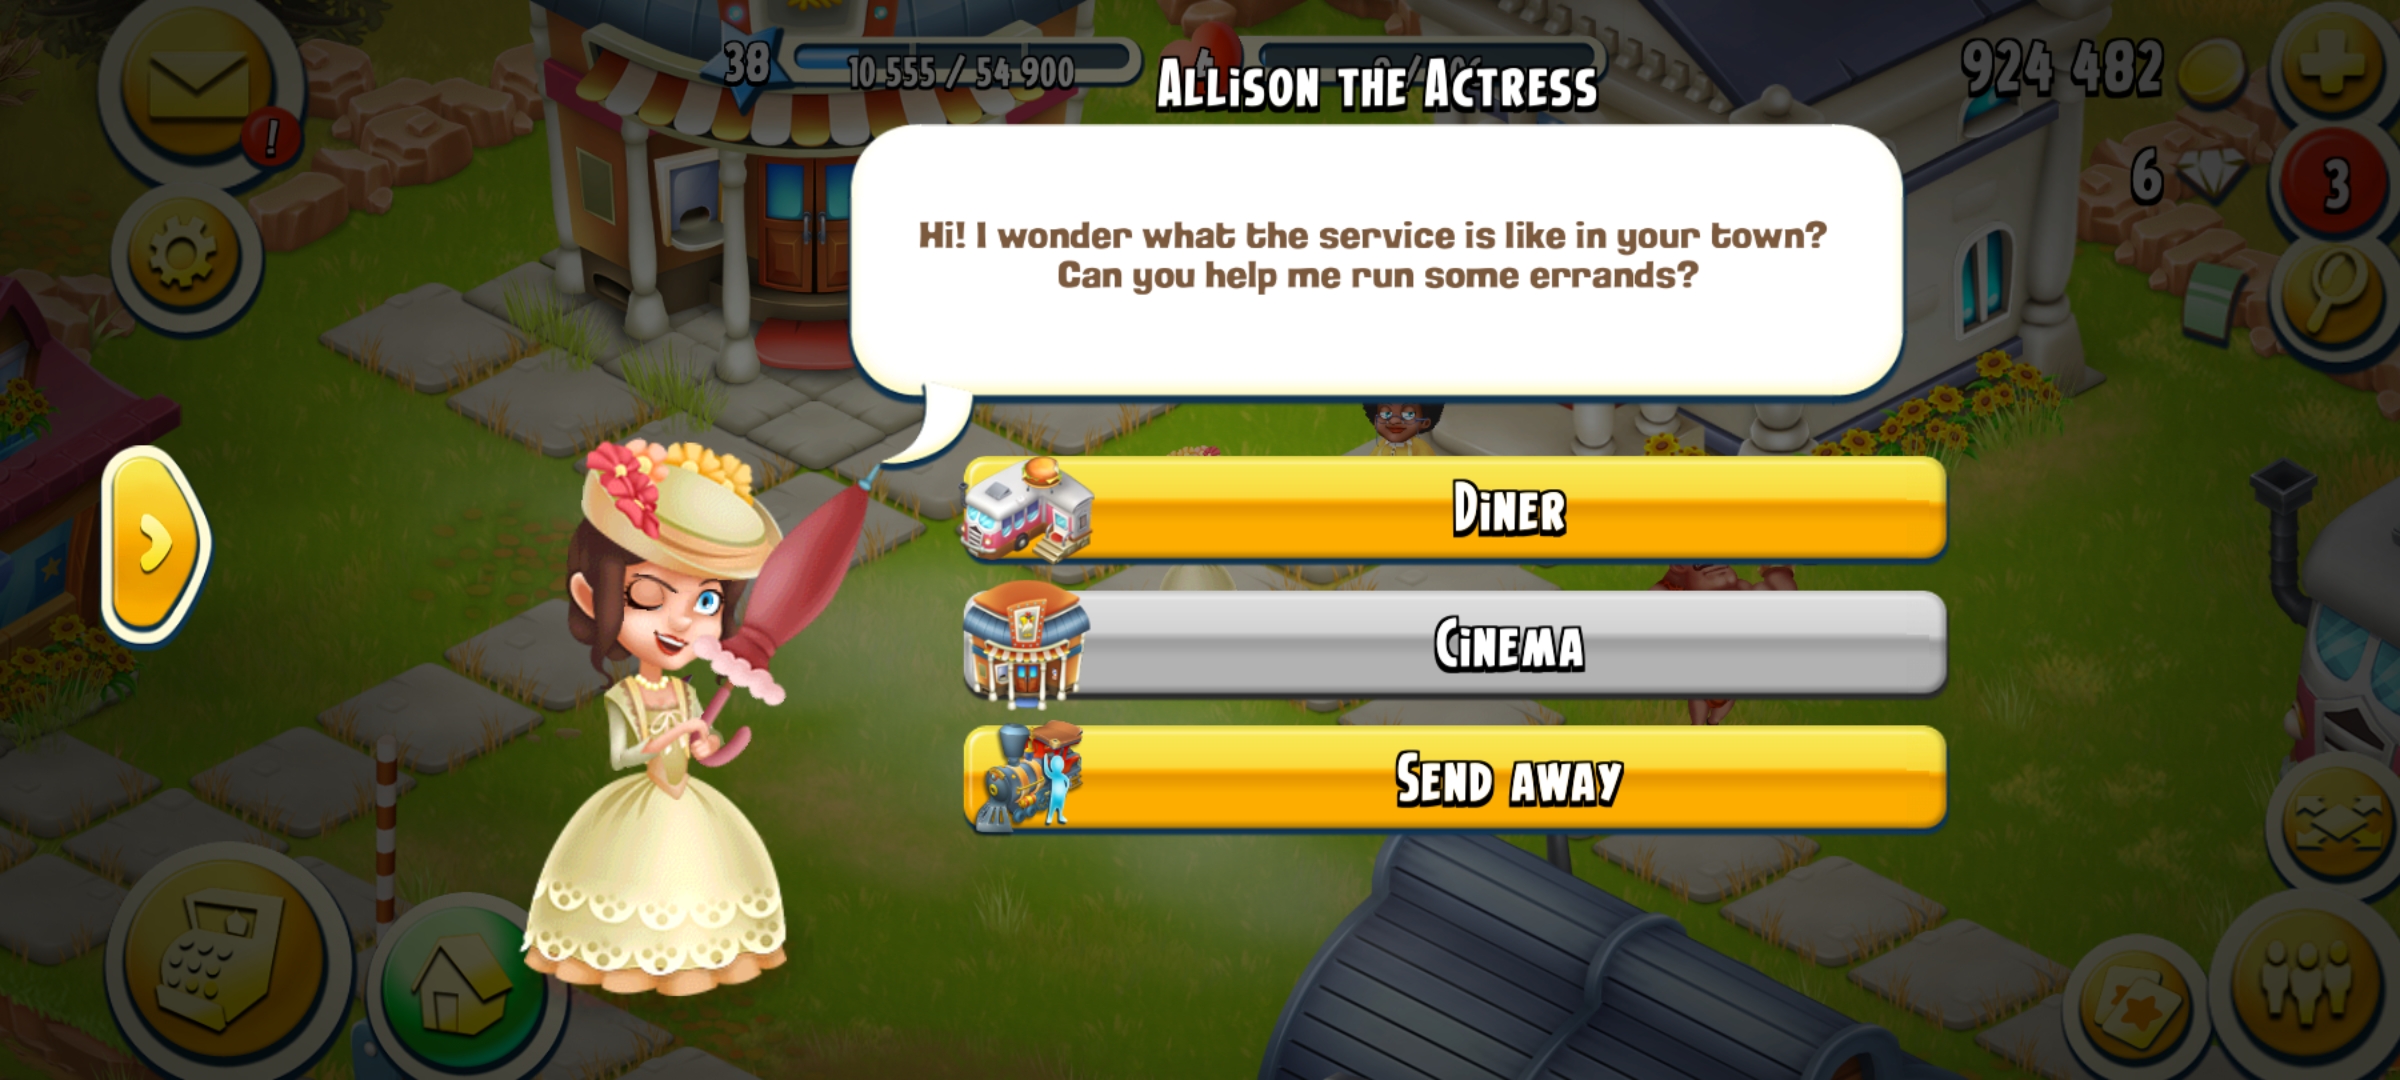 38
10 555 / 54 900
4
924 482
Allison the Actress
!
6
3
Hi! I wonder what the service is like in your town?
Can you help me run some errands?
Diner
Cinema
Send away